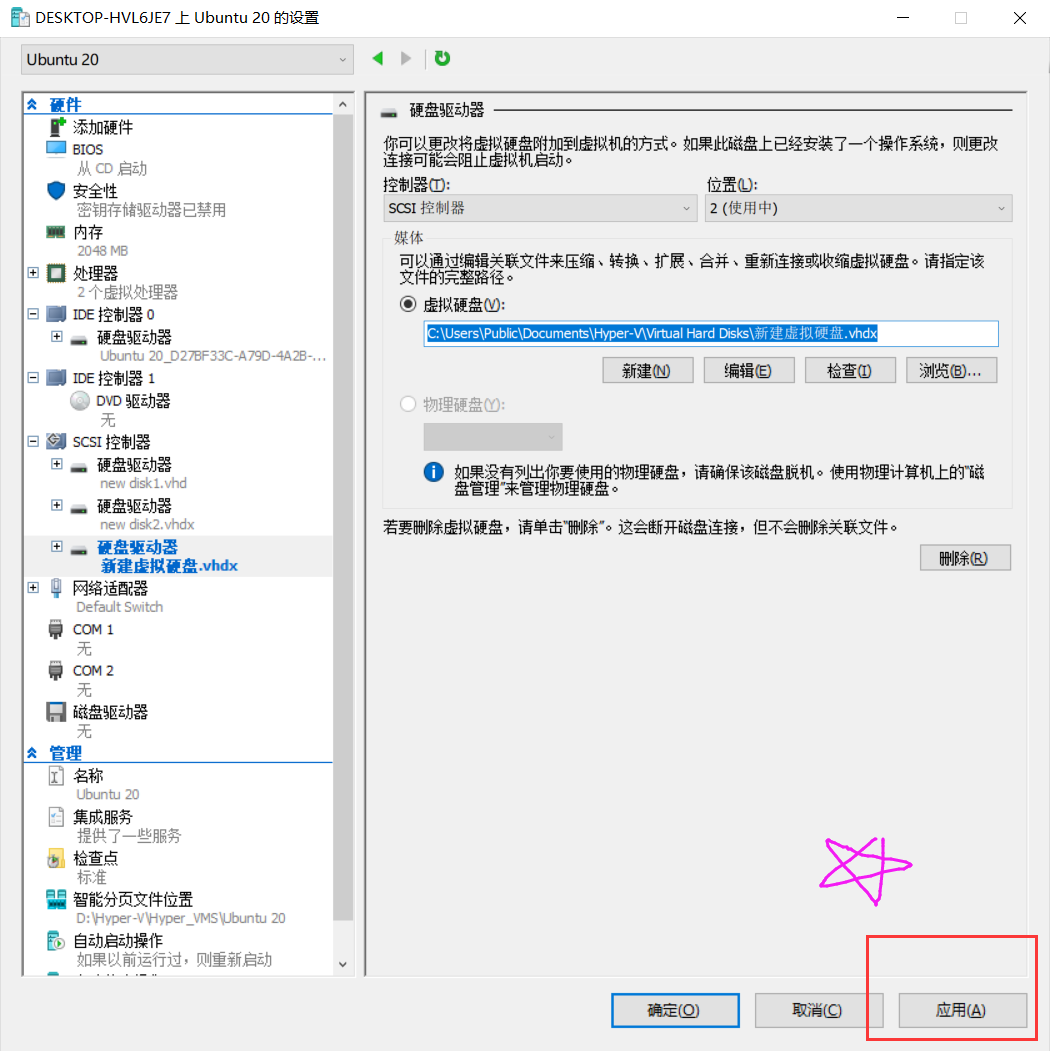 DESKTOP-HVL6JE7 上 Ubuntu 20 的设置
Ubuntu 20
硬件
添加硬件
BIOS
从 CD 启动
安全性
密钥存储驱动器已禁用
内存
2048 MB
处理器
2 个虚拟处理器
IDE 控制器 0
硬盘驱动器
Ubuntu 20_D27BF33C-A79D-4A2B-...
IDE 控制器 1
DVD 驱动器
无
SCSI 控制器
硬盘驱动器
new disk1.vhd
硬盘驱动器
new disk2.vhdx
硬盘驱动器
新建虚拟硬盘.vhdx
网络适配器
Default Switch
COM 1
无
COM 2
无
磁盘驱动器
无
管理
名称
Ubuntu 20
集成服务
提供了一些服务
检查点
标准
智能分页文件位置
D:\Hyper-V\Hyper_VMS\Ubuntu 20
自动启动操作
如果以前运行过，则重新启动
硬盘驱动器
你可以更改将虚拟硬盘附加到虚拟机的方式。如果此磁盘上已经安装了一个操作系统，则更改
连接可能会阻止虚拟机启动。
控制器(T): 位置(L):
SCSI 控制器 2 (使用中)
媒体
可以通过编辑关联文件来压缩、转换、扩展、合并、重新连接或收缩虚拟硬盘。请指定该
文件的完整路径。
虚拟硬盘(V):
C:\Users\Public\Documents\Hyper-V\Virtual Hard Disks\新建虚拟硬盘.vhdx
新建(N) 编辑(E) 检查(I) 浏览(B)...
物理硬盘(Y):
如果没有列出你要使用的物理硬盘，请确保该磁盘脱机。使用物理计算机上的"磁
盘管理"来管理物理硬盘。
若要删除虚拟硬盘，请单击"删除"。这会断开磁盘连接，但不会删除关联文件。
删除(R)
确定(O) 取消(C) 应用(A)